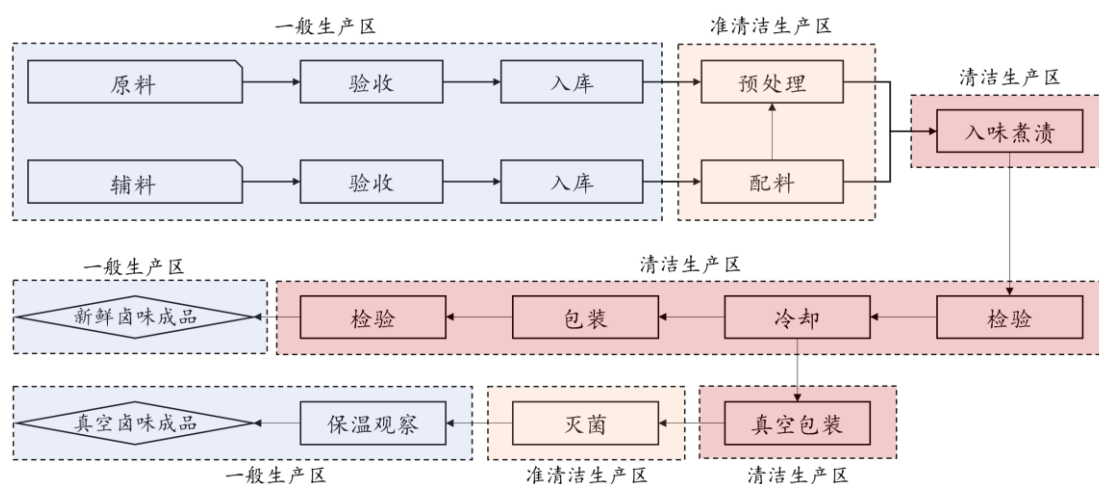 一般生产区
准清洁生产区
原料
验收
入库
预处理
清洁生产区
入味煮渍
辅料
验收
入库
配料
一般生产区
清洁生产区
新鲜卤味成品
检验
包装
冷却
检验
真空卤味成品
保温观察
灭菌
真空包装
一般生产区
准清洁生产区
清洁生产区